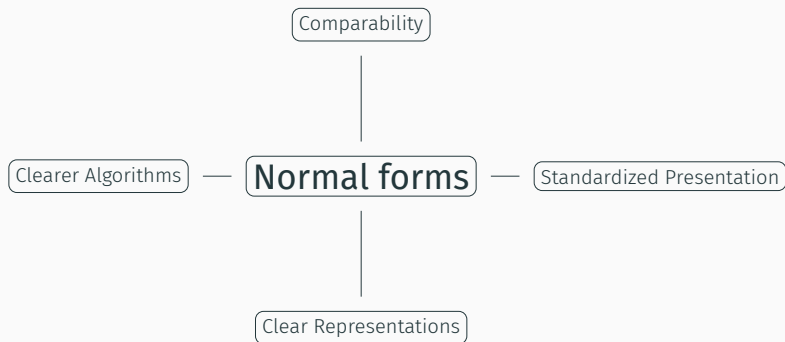 Comparability
Clearer Algorithms
Normal forms
Standardized Presentation
Clear Representations